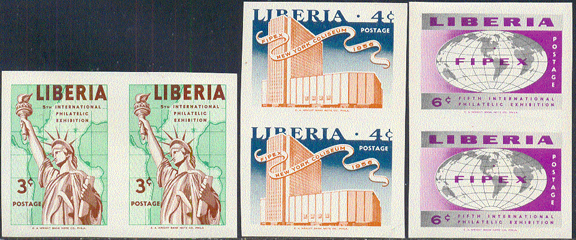 LIBERIA
5TH INTERNATIONAL
PHILATELIC
EXHIBITION
3¢
POSTAGE
LIBERIA
5TH INTERNATIONAL
PHILATELIC
EXHIBITION
3¢
POSTAGE
LIBERIA · 4¢
POSTAGE
FIPEX
NEW YORK COLISEUM
1956
LIBERIA · 4¢
POSTAGE
FIPEX
NEW YORK COLISEUM
1956
LIBERIA
POSTAGE
FIPEX
6¢ FIFTH INTERNATIONAL
PHILATELIC EXHIBITION
LIBERIA
POSTAGE
FIPEX
6¢ FIFTH INTERNATIONAL
PHILATELIC EXHIBITION